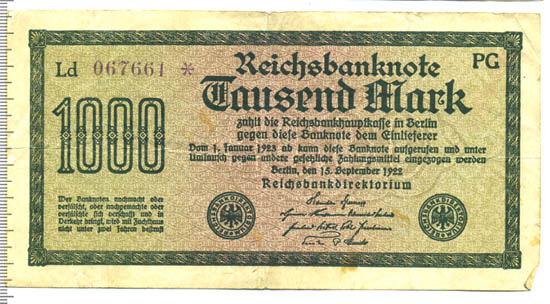 Ld 067661 *
Reichsbanknote
PG
Tausend Mark
1000
zahlt die Reichsbankhauptkasse in Berlin
gegen diese Banknote dem Einlieferer
Vom 1. Januar 1923 ab kann diese Banknote aufgerufen und unter
Umtausch gegen andere gesetzliche Zahlungsmittel eingezogen werden
Berlin, den 15. September 1922
Reichsbankdirektorium
Wer Banknoten nachmacht oder
verfälscht, oder nachgemachte oder
verfälschte sich verschafft und in
Verkehr bringt, wird mit Zuchthaus
nicht unter zwei Jahren bestraft